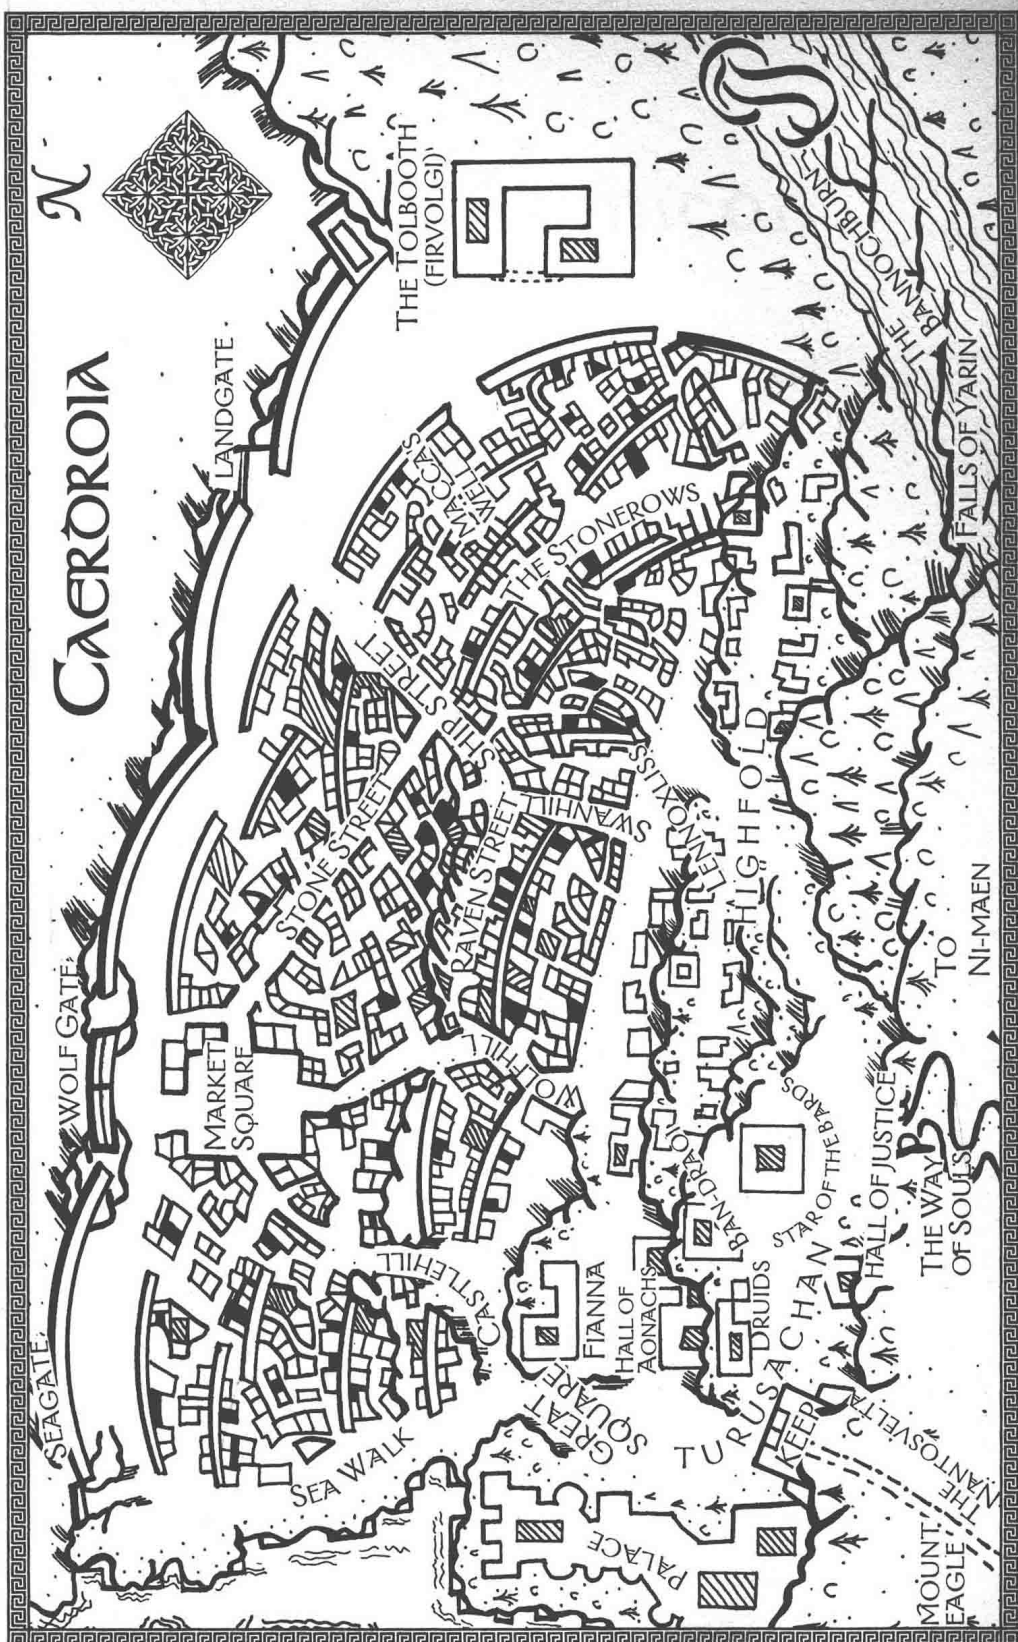 CAERDROIA
N
SEAGATE
WOLF GATE
LANDGATE
MARKET
SQUARE
SEA WALK
STONE STREET
SHIP STREET
WELL
THE TOLBOOTH
(FIRVOLGI)
CASTLEHILL
WOLFHILL
RAVEN STREET
SWANHILL
THE STONEROWS
PALACE
GREAT
SQUARE
FIANNA
HALL OF
AONACHS
LENNOXLISS
HIGHFOLD
TURUSACHAN
DRUIDS
BAN-DRAOI
STAR OF THE BARDS
KEEP
HALL OF JUSTICE
THE
BANNOCHBURN
FALLS OF YARIN
MOUNT
EAGLE
THE
NANTOSVELTA
THE WAY
OF SOULS
TO
NI-MAEN